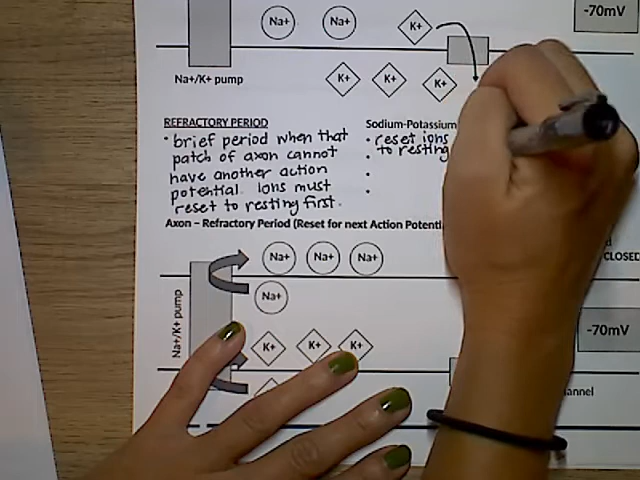 Na+ Na+ K+ -70mV
Na+/K+ pump K+ K+ K+
REFRACTORY PERIOD
• brief period when that
patch of axon cannot
have another action
potential. Ions must
reset to resting first.
Sodium-Potassium
• reset ions
to resting
•
•
•
Axon – Refractory Period (Reset for next Action Potenti
Na+ Na+ Na+ CLOSED
Na+
Na+/K+ pump
K+ K+ K+ -70mV